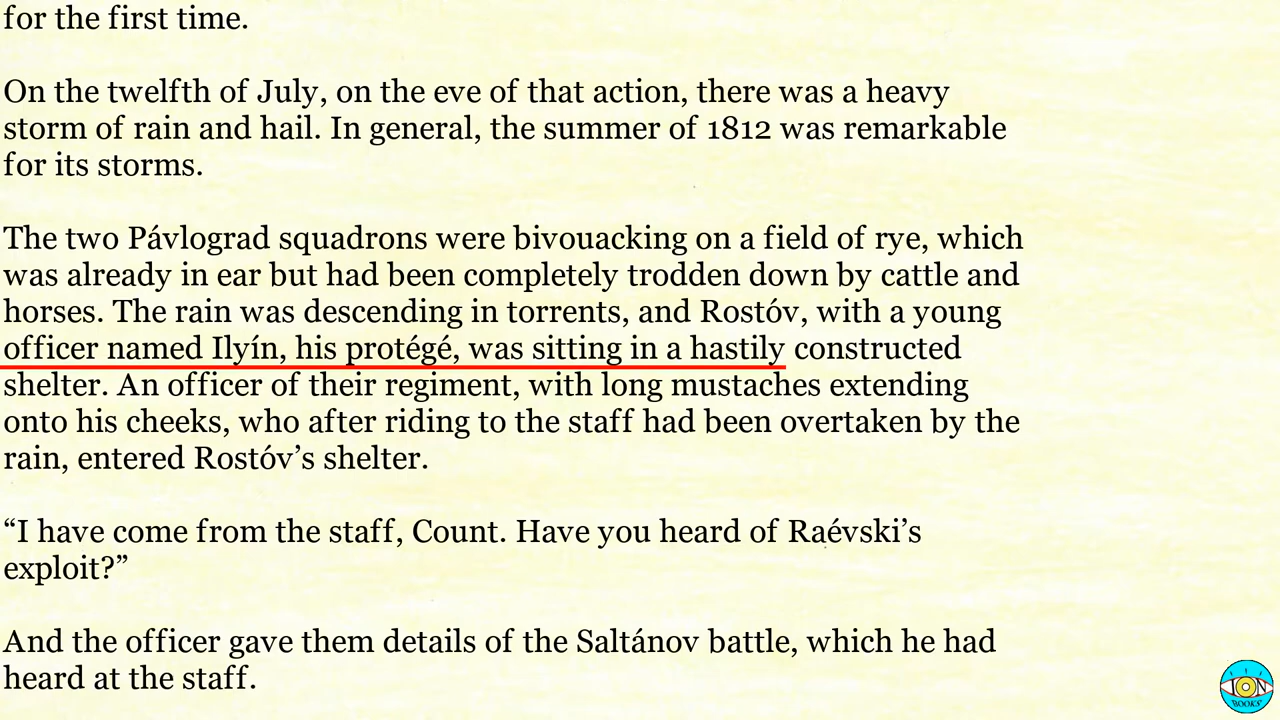 for the first time.
On the twelfth of July, on the eve of that action, there was a heavy
storm of rain and hail. In general, the summer of 1812 was remarkable
for its storms.
The two Pávlograd squadrons were bivouacking on a field of rye, which
was already in ear but had been completely trodden down by cattle and
horses. The rain was descending in torrents, and Rostóv, with a young
officer named Ilyín, his protégé, was sitting in a hastily constructed
shelter. An officer of their regiment, with long mustaches extending
onto his cheeks, who after riding to the staff had been overtaken by the
rain, entered Rostóv’s shelter.
“I have come from the staff, Count. Have you heard of Raévski’s
exploit?”
And the officer gave them details of the Saltánov battle, which he had
heard at the staff.
ION
BOOKS